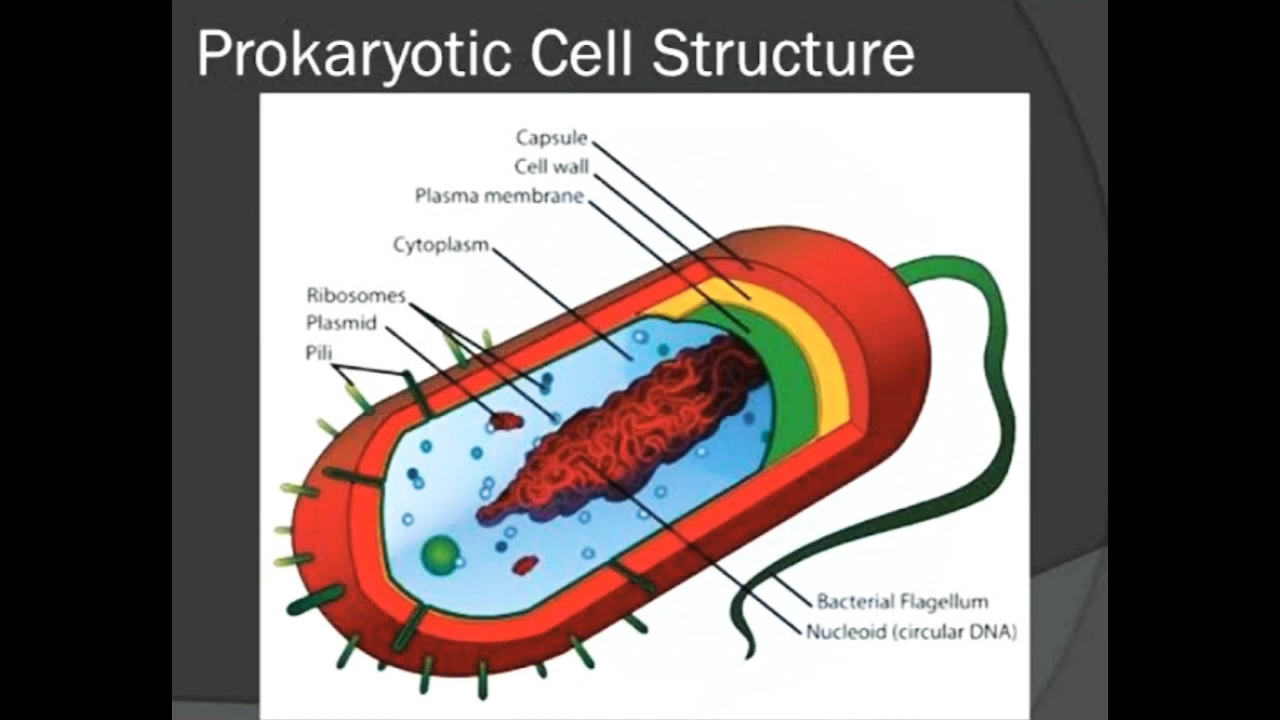 Prokaryotic Cell Structure
Capsule
Cell wall
Plasma membrane
Cytoplasm
Ribosomes
Plasmid
Pili
Bacterial Flagellum
Nucleoid (circular DNA)